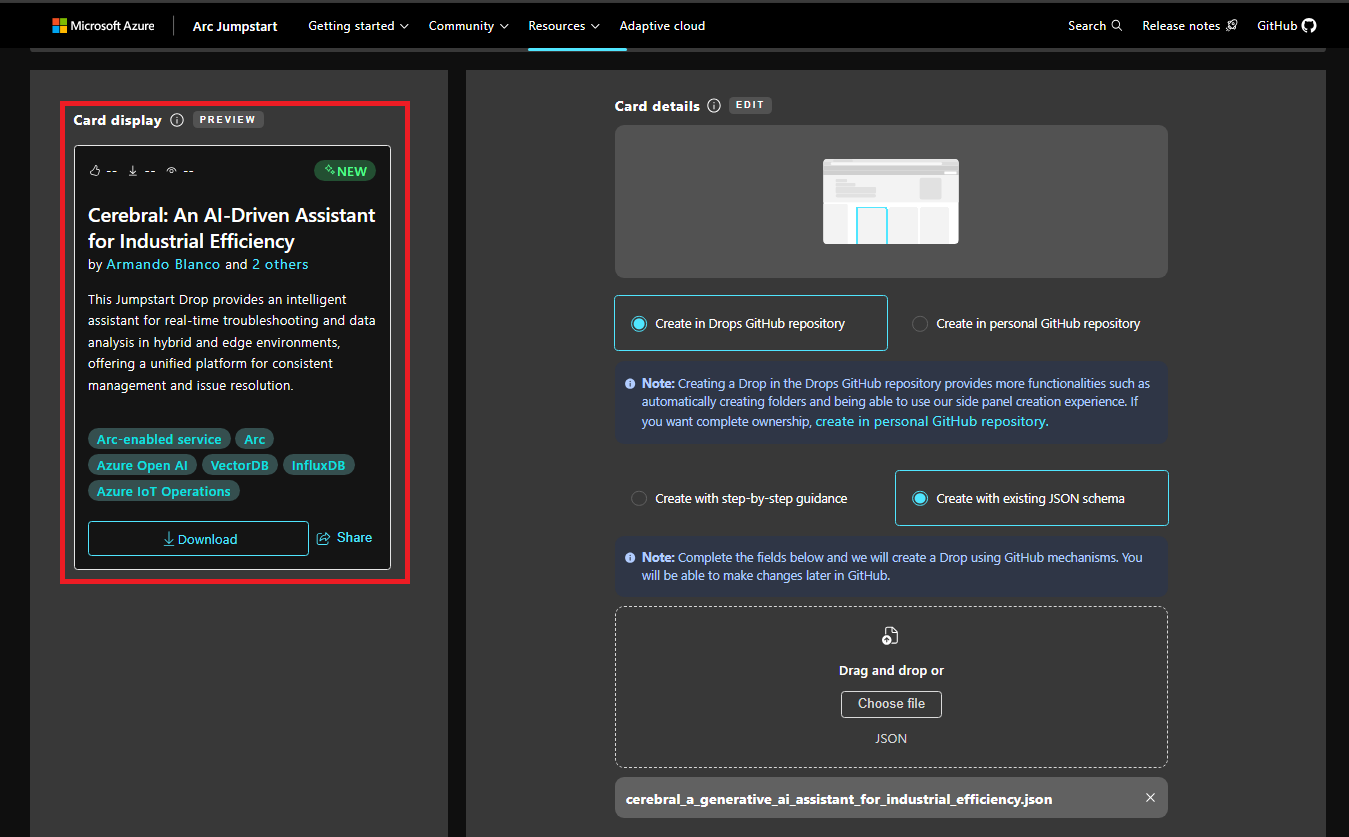 Microsoft Azure
Arc Jumpstart
Getting started
Community
Resources
Adaptive cloud
Search
Release notes
GitHub
Card display
PREVIEW
-- -- --
NEW
Cerebral: An AI-Driven Assistant
for Industrial Efficiency
by Armando Blanco and 2 others
This Jumpstart Drop provides an intelligent
assistant for real-time troubleshooting and data
analysis in hybrid and edge environments,
offering a unified platform for consistent
management and issue resolution.
Arc-enabled service
Arc
Azure Open AI
VectorDB
InfluxDB
Azure IoT Operations
Download
Share
Card details
EDIT
Create in Drops GitHub repository
Create in personal GitHub repository
Note: Creating a Drop in the Drops GitHub repository provides more functionalities such as
automatically creating folders and being able to use our side panel creation experience. If
you want complete ownership, create in personal GitHub repository.
Create with step-by-step guidance
Create with existing JSON schema
Note: Complete the fields below and we will create a Drop using GitHub mechanisms. You
will be able to make changes later in GitHub.
Drag and drop or
Choose file
JSON
cerebral_a_generative_ai_assistant_for_industrial_efficiency.json